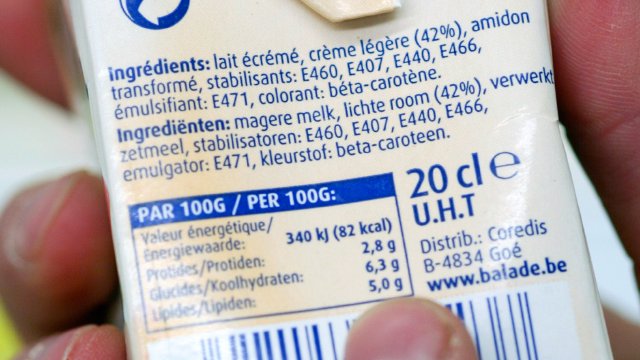 Ingrédients: lait écrémé, crème légère (42%), amidon
transformé, stabilisants: E460, E407, E440, E466,
émulsifiant: E471, colorant: béta-carotène.
Ingrediënten: magere melk, lichte room (42%), verwerkt
zetmeel, stabilisatoren: E460, E407, E440, E466,
emulgator: E471, kleurstof: beta-caroteen.
PAR 100G / PER 100G:
Valeur énergétique/
Energiewaarde: 340 kJ (82 kcal)
Protides/Protiden: 2,8 g
Glucides/Koolhydraten: 6,3 g
Lipides/Lipiden: 5,0 g
20 cl e
U.H.T
Distrib.: Coredis
B-4834 Goé
www.balade.be